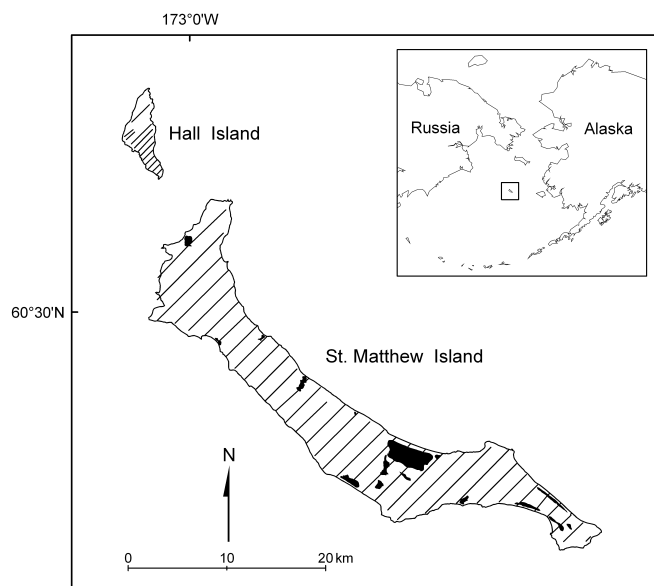 173°0'W
Russia
Alaska
Hall Island
60°30'N
St. Matthew Island
N
0 10 20 km